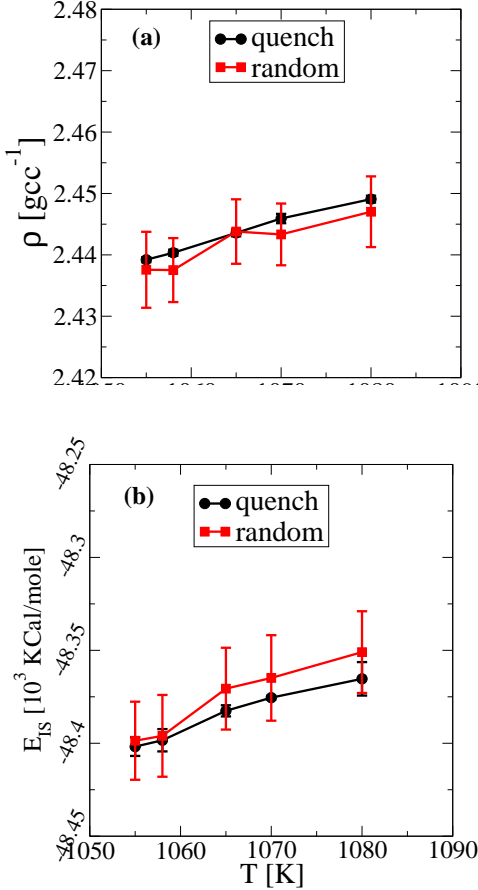 2.48
(a)
quench
random
2.47
2.46
2.45
2.44
2.43
2.42
ρ [gcc-1]
-48.25
(b)
quench
random
-48.3
-48.35
-48.4
-48.45
E_IS [10^3 KCal/mole]
1050 1060 1070 1080 1090
T [K]